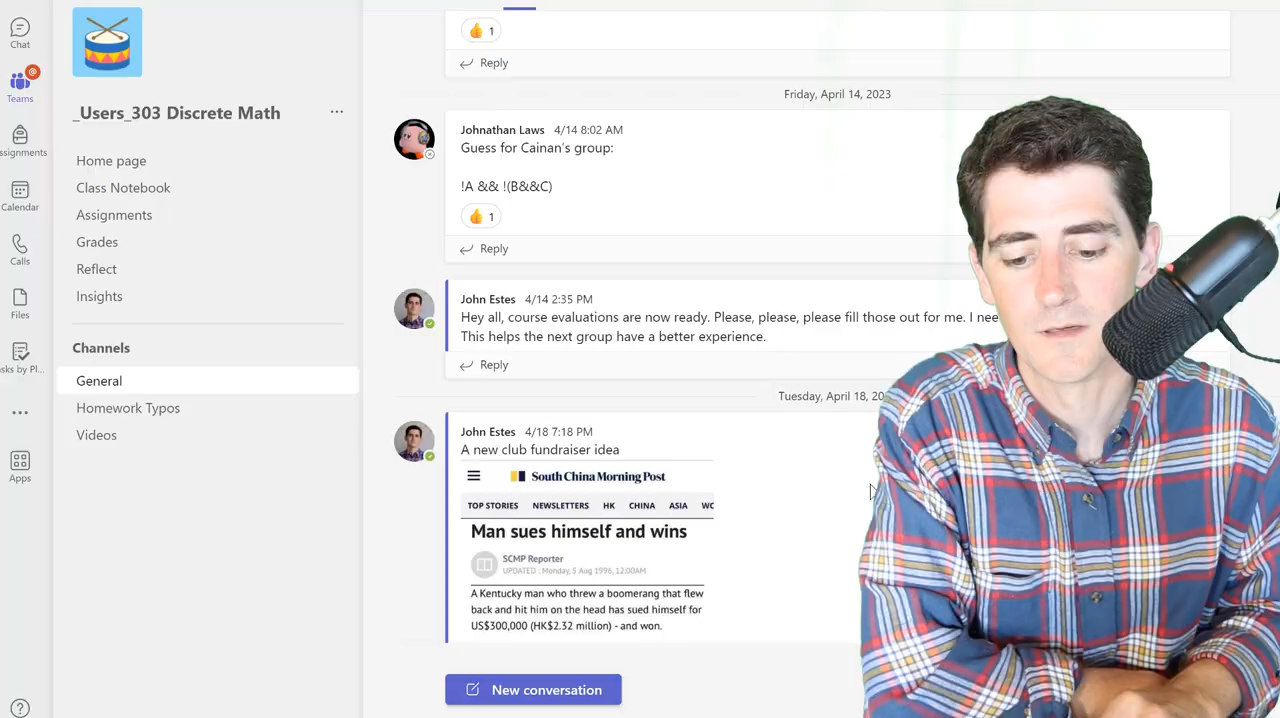 Chat
Teams
ssignments
Calendar
Calls
Files
sks by Pl...
Apps
_Users_303 Discrete Math
Home page
Class Notebook
Assignments
Grades
Reflect
Insights
Channels
General
Homework Typos
Videos
👍 1
Reply
Friday, April 14, 2023
Johnathan Laws 4/14 8:02 AM
Guess for Cainan's group:
!A && !(B&&C)
👍 1
Reply
John Estes 4/14 2:35 PM
Hey all, course evaluations are now ready. Please, please, please fill those out for me. I nee
This helps the next group have a better experience.
Reply
Tuesday, April 18, 20
John Estes 4/18 7:18 PM
A new club fundraiser idea
South China Morning Post
TOP STORIES NEWSLETTERS HK CHINA ASIA WC
Man sues himself and wins
SCMP Reporter
UPDATED : Monday, 5 Aug 1996, 12.00AM
A Kentucky man who threw a boomerang that flew
back and hit him on the head has sued himself for
US$300,000 (HK$2.32 million) - and won.
New conversation